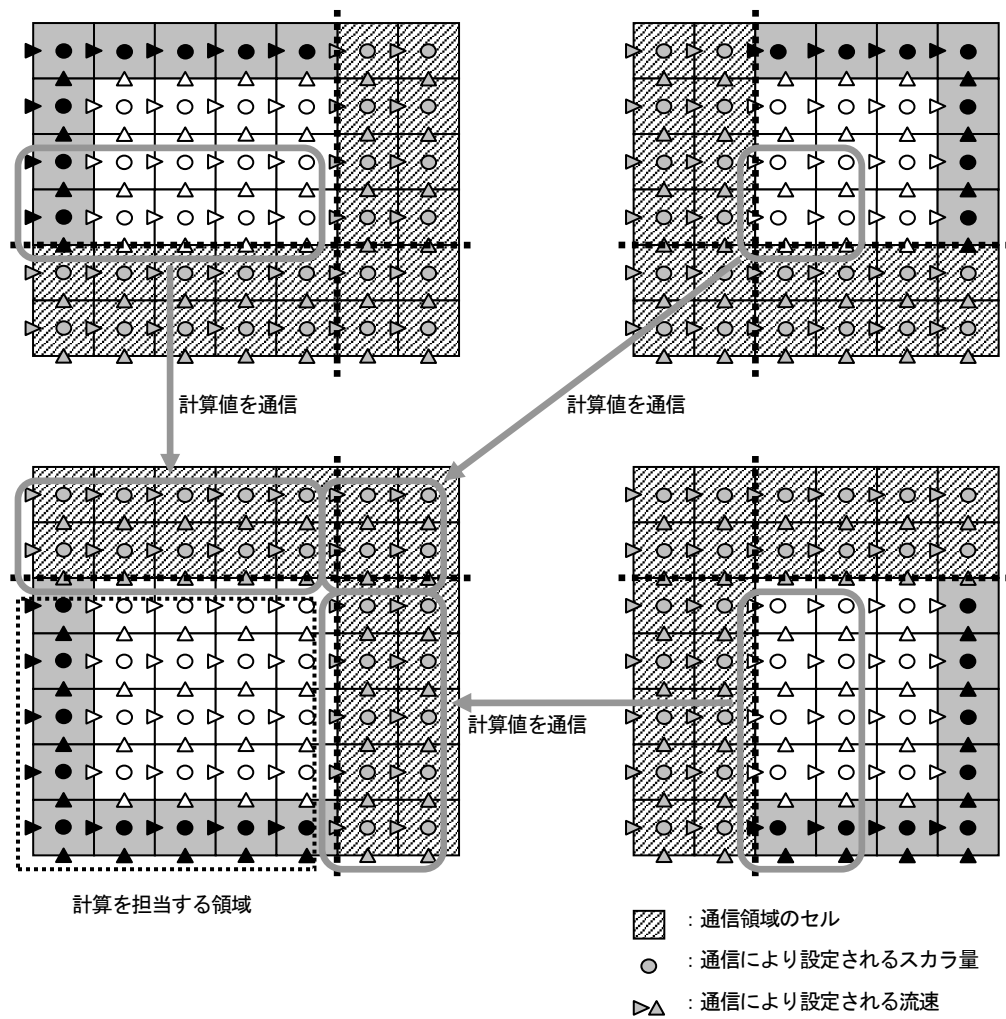 計算値を通信
計算値を通信
計算値を通信
計算を担当する領域
：通信領域のセル
：通信により設定されるスカラ量
：通信により設定される流速